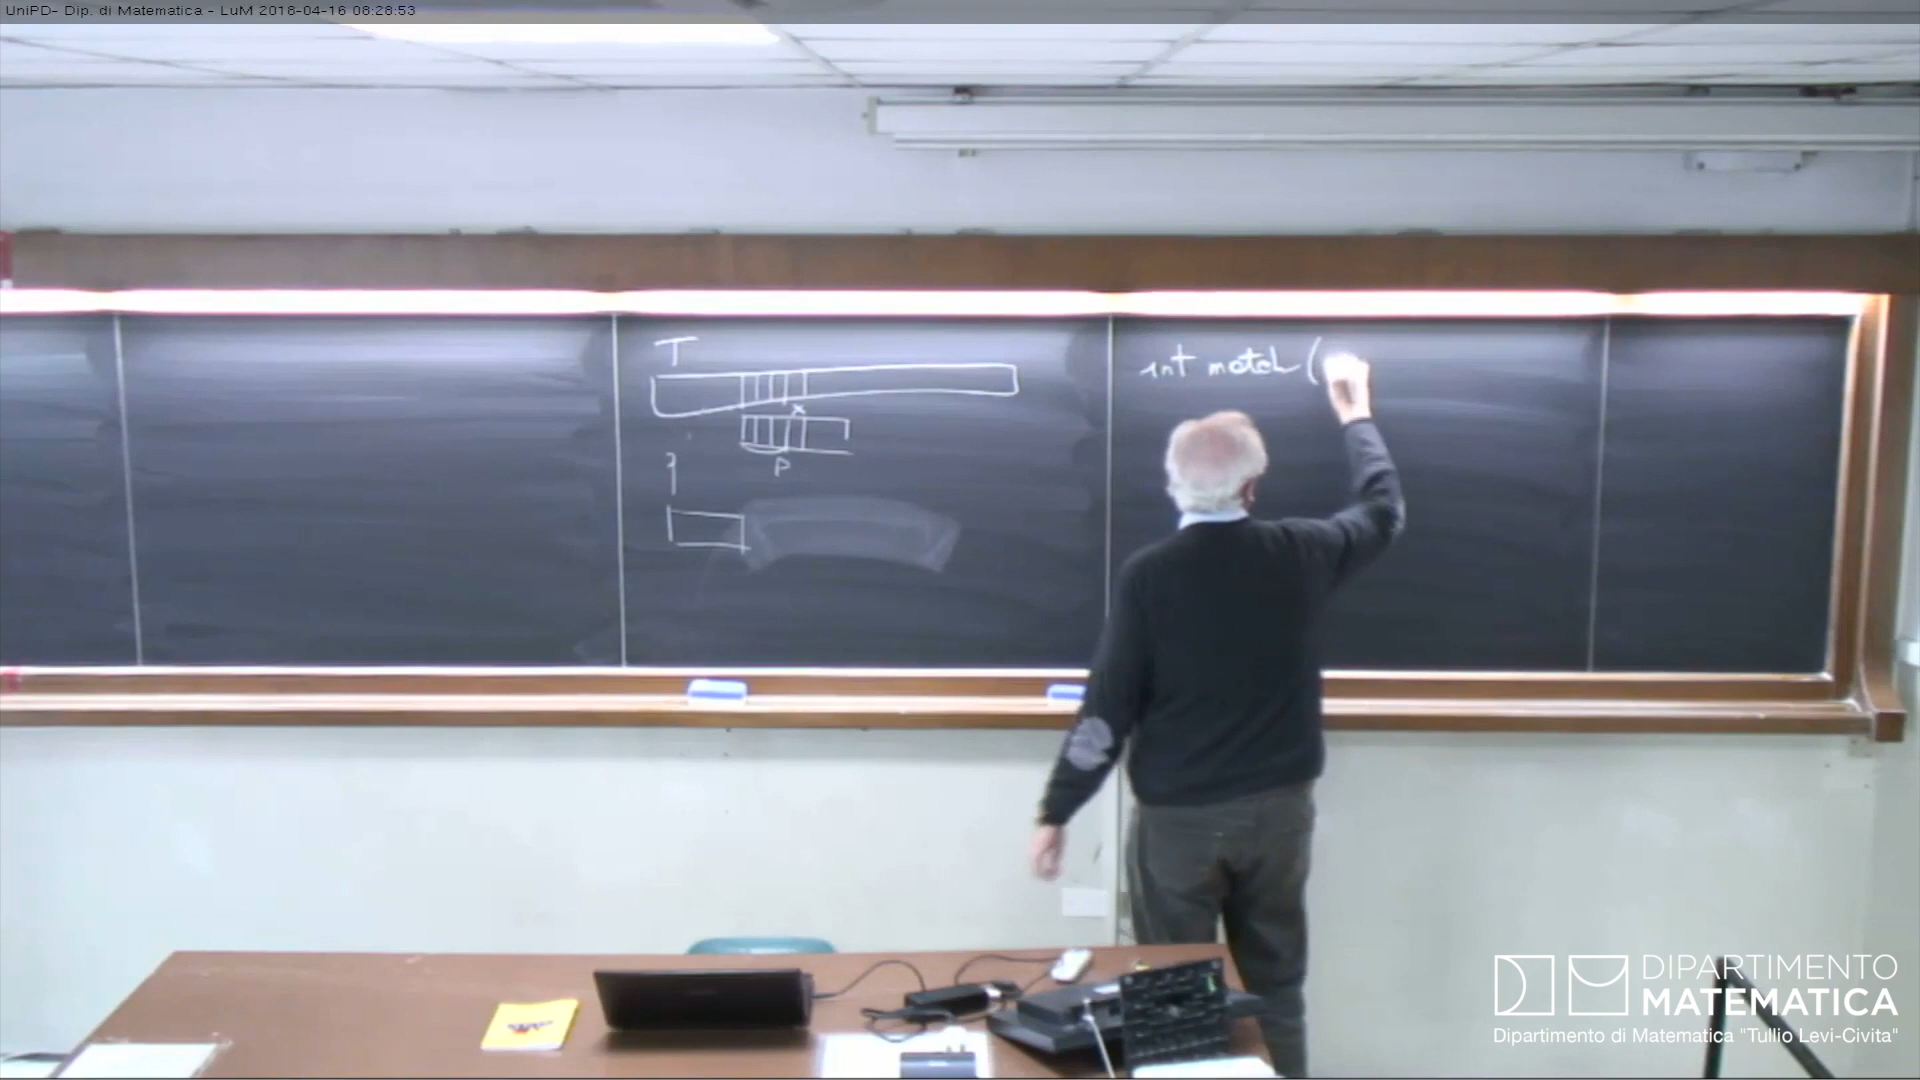 UniPD- Dip. di Matematica - LuM 2018-04-16 08:28:53
T
x
P
int match (
DIPARTIMENTO
MATEMATICA
Dipartimento di Matematica "Tullio Levi-Civita"